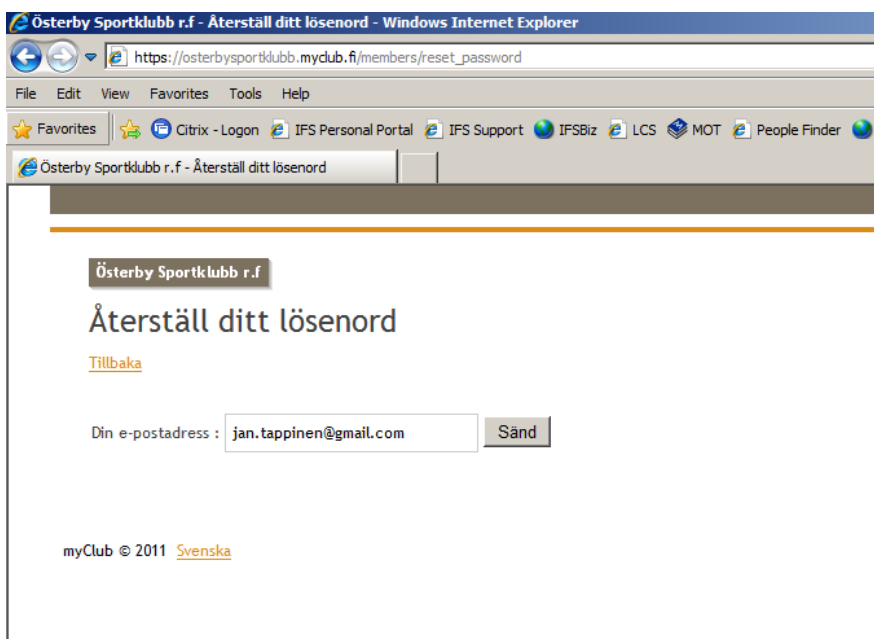 Österby Sportklubb r.f - Återställ ditt lösenord - Windows Internet Explorer
https://osterbysportklubb.myclub.fi/members/reset_password
File Edit View Favorites Tools Help
Favorites Citrix - Logon IFS Personal Portal IFS Support IFSBiz LCS MOT People Finder
Österby Sportklubb r.f - Återställ ditt lösenord
Österby Sportklubb r.f
Återställ ditt lösenord
Tillbaka
Din e-postadress : jan.tappinen@gmail.com Sänd
myClub © 2011 Svenska